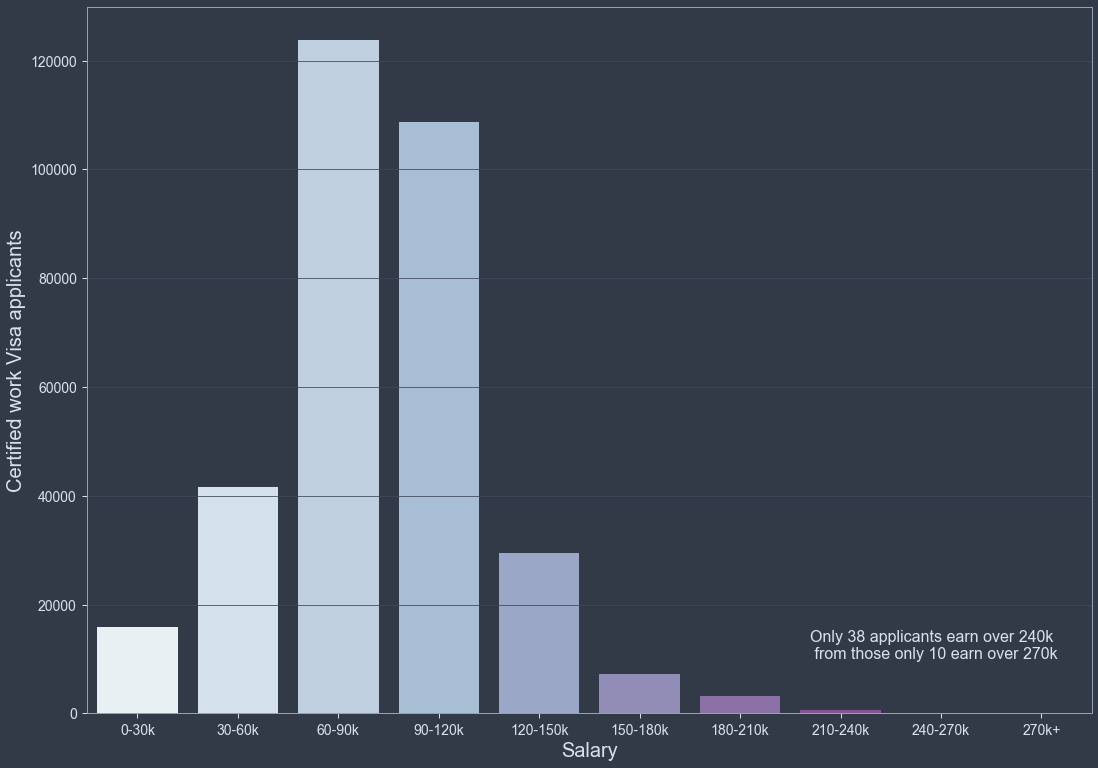 120000
100000
80000
60000
40000
20000
0
Certified work Visa applicants
Only 38 applicants earn over 240k
from those only 10 earn over 270k
0-30k 30-60k 60-90k 90-120k 120-150k 150-180k 180-210k 210-240k 240-270k 270k+
Salary